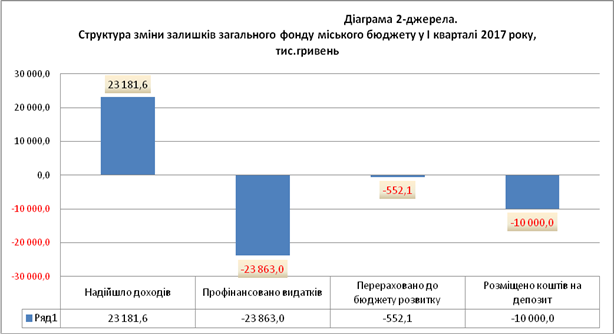 Діаграма 2-джерела.
Структура зміни залишків загального фонду міського бюджету у І кварталі 2017 року,
тис.гривень
30 000,0
20 000,0
10 000,0
0,0
-10 000,0
-20 000,0
-30 000,0
23 181,6
-23 863,0
-552,1
-10 000,0
Надійшло доходів
Профінансовано видатків
Перераховано до
бюджету розвитку
Розміщено коштів на
депозит
Ряд1
23 181,6
-23 863,0
-552,1
-10 000,0